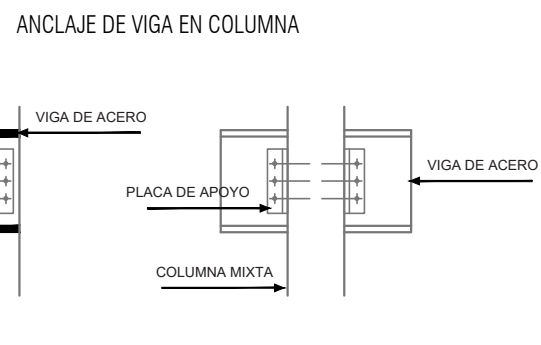 ANCLAJE DE VIGA EN COLUMNA
VIGA DE ACERO
VIGA DE ACERO
PLACA DE APOYO
COLUMNA MIXTA